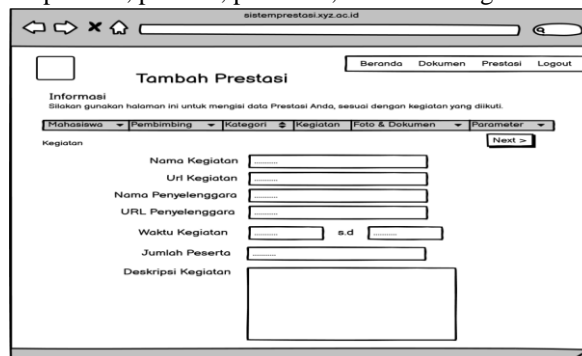 sistemprestasi.xyz.ac.id
Beranda Dokumen Prestasi Logout
Tambah Prestasi
Informasi
Silakan gunakan halaman ini untuk mengisi data Prestasi Anda, sesuai dengan kegiatan yang diikuti.
Mahasiswa Pembimbing Kategori Kegiatan Foto & Dokumen Parameter
Kegiatan
Next >
Nama Kegiatan ..........
Url Kegiatan ..........
Nama Penyelenggara ..........
URL Penyelenggara ..........
Waktu Kegiatan .......... s.d ..........
Jumlah Peserta ..........
Deskripsi Kegiatan